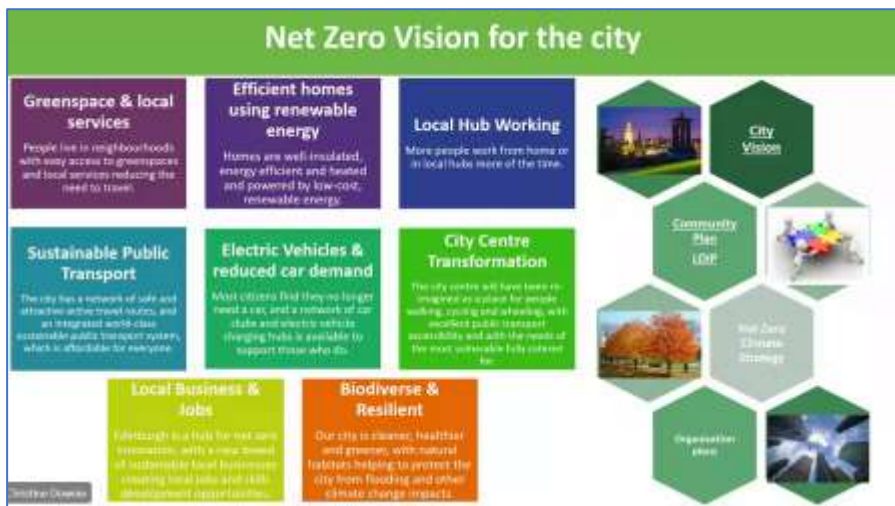 Net Zero Vision for the city
Greenspace & local
services
People live in neighbourhoods
with easy access to greenspaces
and local services reducing the
need to travel.
Efficient homes
using renewable
energy
Homes are well insulated,
energy efficient and heated
and powered by low-cost,
renewable energy.
Local Hub Working
More people work from home or
in local hubs more of the time.
Sustainable Public
Transport
The city has a network of safe and
attractive active travel routes, and
an integrated world-class
sustainable public transport system,
which is affordable for everyone.
Electric Vehicles &
reduced car demand
Most citizens find they no longer
need a car, and a network of car
clubs and electric vehicle
charging hubs is available to
support those who do.
City Centre
Transformation
The city centre will have been re-
imagined as a place for people
walking, cycling and wheeling, with
excellent public transport
accessibility and with the needs of
the most vulnerable fully catered
for.
Local Business &
Jobs
Edinburgh is a hub for net zero
innovation, with a new breed
of sustainable local businesses
creating local jobs and skills
development opportunities.
Biodiverse &
Resilient
Our city is cleaner, healthier
and greener, with natural
habitats helping to protect the
city from flooding and other
climate change impacts
City
Vision
Community
Plan
LOIP
Net Zero
Climate
Strategy
Organisation
plans
Christine Downie